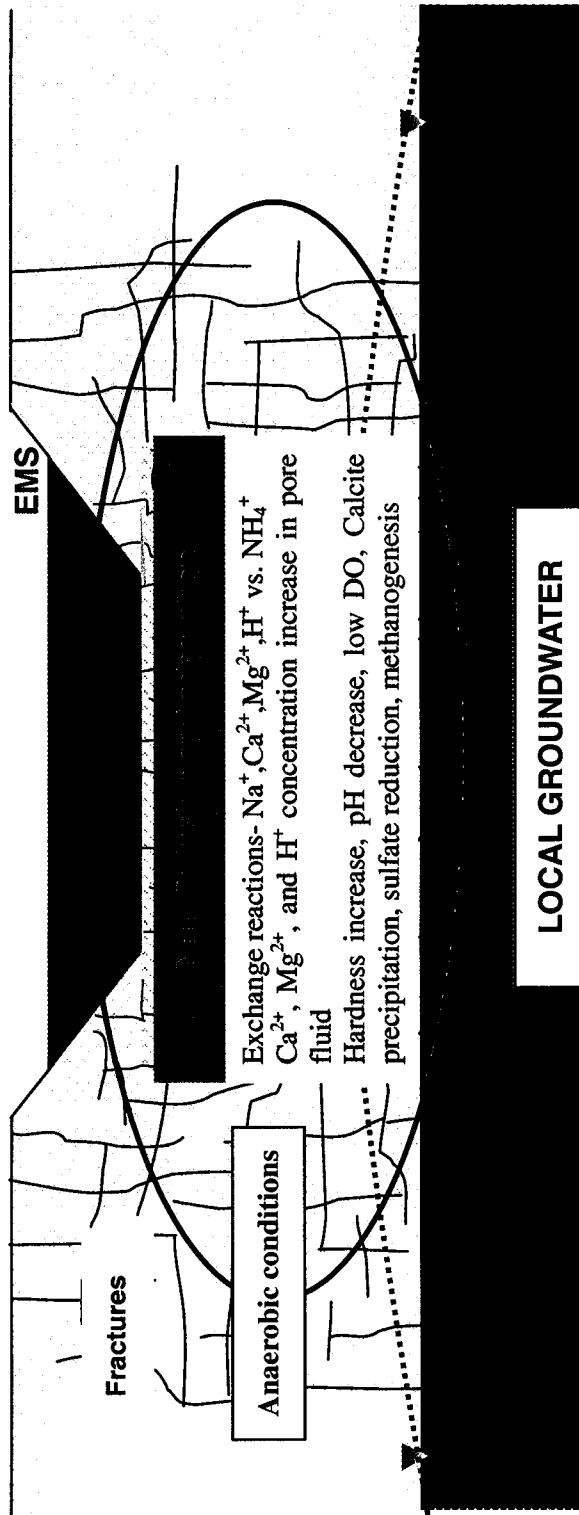 EMS
Fractures
Exchange reactions- Na⁺,Ca²⁺,Mg²⁺,H⁺ vs. NH₄⁺
Ca²⁺, Mg²⁺, and H⁺ concentration increase in pore
fluid
Hardness increase, pH decrease, low DO, Calcite
precipitation, sulfate reduction, methanogenesis
Anaerobic conditions
LOCAL GROUNDWATER